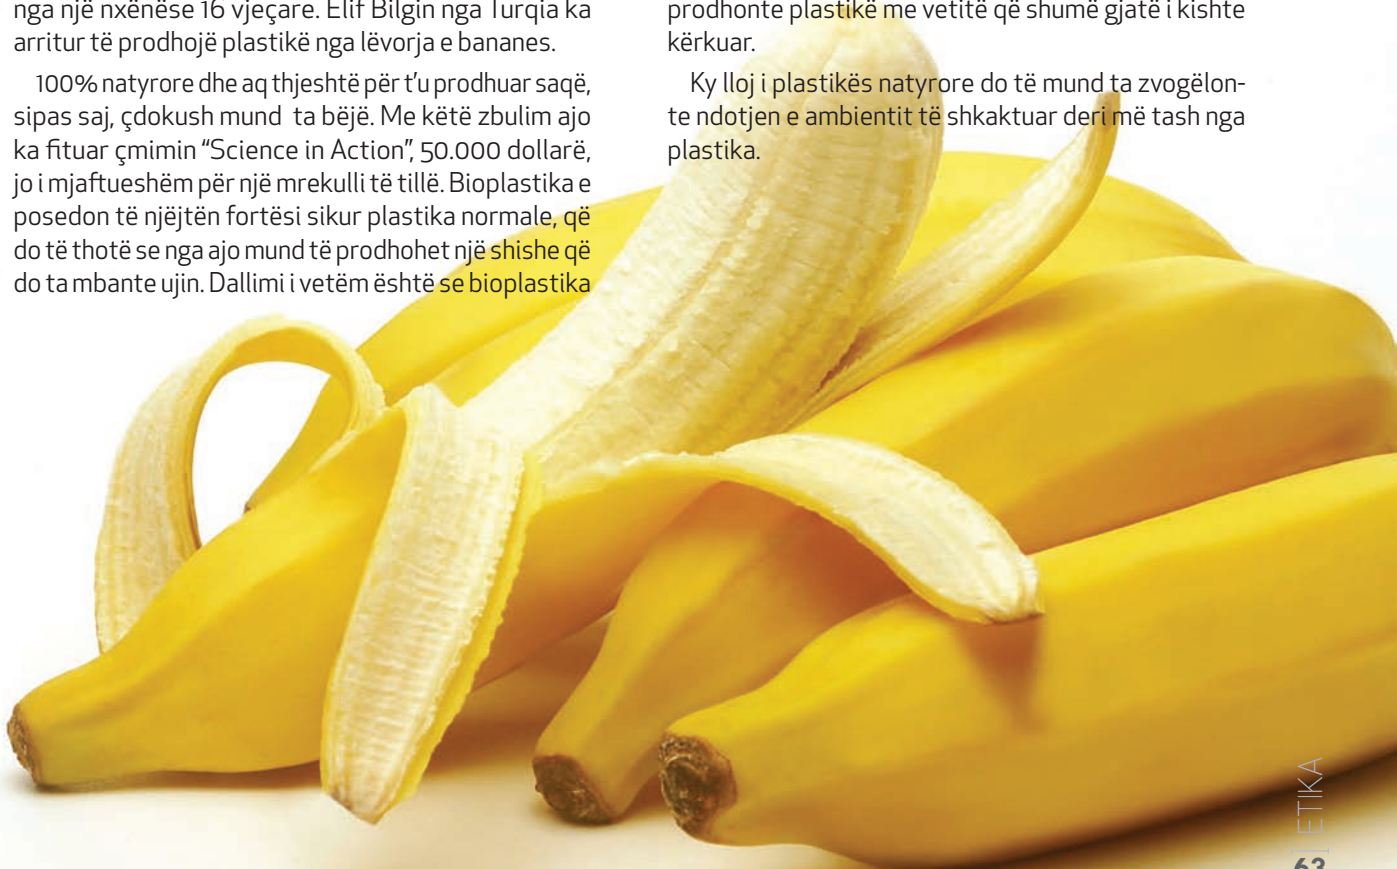 nga një nxënëse 16 vjeçare. Elif Bilgin nga Turqia ka
arritur të prodhojë plastikë nga lëvorja e bananes.
100% natyrore dhe aq thjeshtë për t’u prodhuar saqë,
sipas saj, çdokush mund ta bëjë. Me këtë zbulim ajo
ka fituar çmimin “Science in Action”, 50.000 dollarë,
jo i mjaftueshëm për një mrekulli të tillë. Bioplastika e
posedon të njëjtën fortësi sikur plastika normale, që
do të thotë se nga ajo mund të prodhohet një shishe që
do ta mbante ujin. Dallimi i vetëm është se bioplastika
prodhonte plastikë me vetitë që shumë gjatë i kishte
kërkuar.
Ky lloj i plastikës natyrore do të mund ta zvogëlon-
te ndotjen e ambientit të shkaktuar deri më tash nga
plastika.
| ETIKA
63